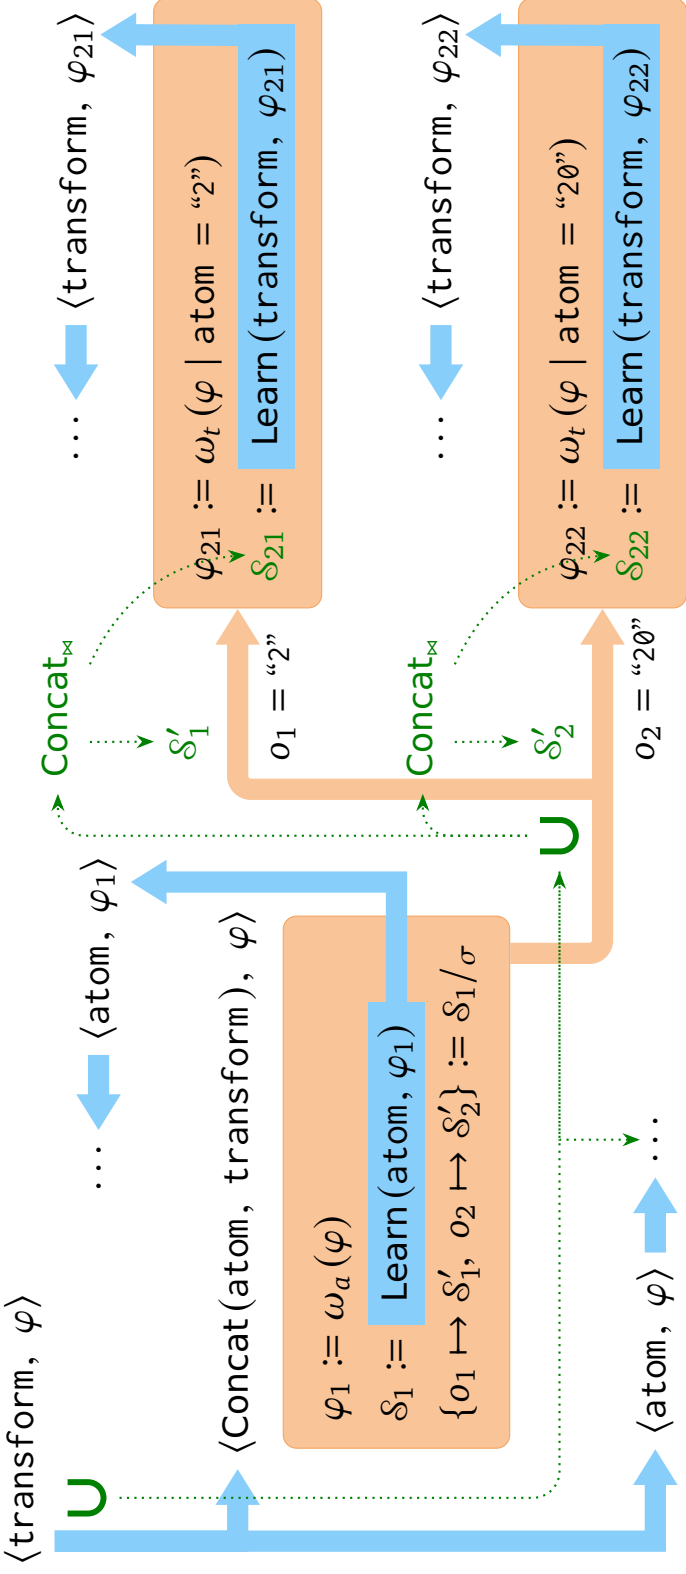 ⟨transform, φ⟩
∪
⟨Concat(atom, transform), φ⟩
φ₁ := ωₐ(φ)
𝒮₁ := Learn(atom, φ₁)
{o₁ ↦ 𝒮′₁, o₂ ↦ 𝒮′₂} := 𝒮₁/σ
⟨atom, φ⟩
...
⟨atom, φ₁⟩
...
∪
Concat⋈
𝒮′₁
o₁ = “2”
φ₂₁ := ωₜ(φ | atom = “2”)
𝒮₂₁ := Learn(transform, φ₂₁)
⟨transform, φ₂₁⟩
...
Concat⋈
𝒮′₂
o₂ = “20”
φ₂₂ := ωₜ(φ | atom = “20”)
𝒮₂₂ := Learn(transform, φ₂₂)
⟨transform, φ₂₂⟩
...